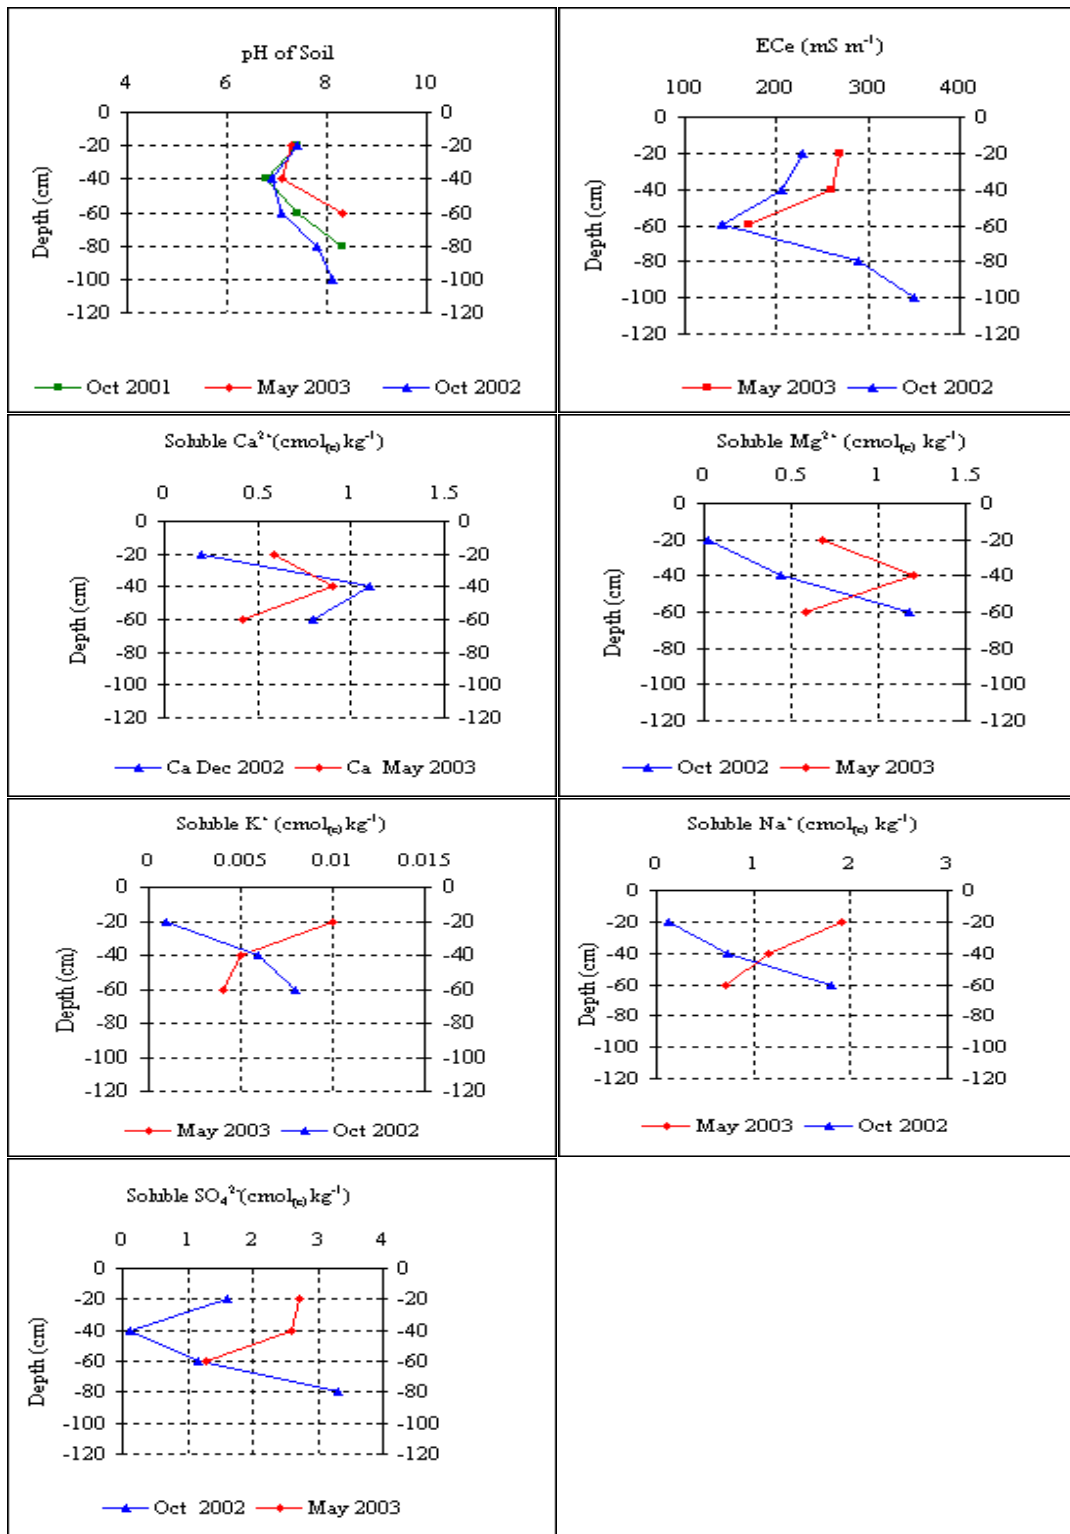 pH of Soil
4 6 8 10
0 0
-20 -20
-40 -40
-60 -60
-80 -80
-100 -100
-120 -120
Depth (cm)
Oct 2001 May 2003 Oct 2002
ECe (mS m⁻¹)
100 200 300 400
0 0
-20 -20
-40 -40
-60 -60
-80 -80
-100 -100
-120 -120
Depth (cm)
May 2003 Oct 2002
Soluble Ca²⁺(cmol₍c₎ kg⁻¹)
0 0.5 1 1.5
0 0
-20 -20
-40 -40
-60 -60
-80 -80
-100 -100
-120 -120
Depth (cm)
Ca Dec 2002 Ca May 2003
Soluble Mg²⁺ (cmol₍c₎ kg⁻¹)
0 0.5 1 1.5
0 0
-20 -20
-40 -40
-60 -60
-80 -80
-100 -100
-120 -120
Depth (cm)
Oct 2002 May 2003
Soluble K⁺ (cmol₍c₎ kg⁻¹)
0 0.005 0.01 0.015
0 0
-20 -20
-40 -40
-60 -60
-80 -80
-100 -100
-120 -120
Depth (cm)
May 2003 Oct 2002
Soluble Na⁺ (cmol₍c₎ kg⁻¹)
0 1 2 3
0 0
-20 -20
-40 -40
-60 -60
-80 -80
-100 -100
-120 -120
Depth (cm)
May 2003 Oct 2002
Soluble SO₄²⁻(cmol₍c₎ kg⁻¹)
0 1 2 3 4
0 0
-20 -20
-40 -40
-60 -60
-80 -80
-100 -100
-120 -120
Depth (cm)
Oct 2002 May 2003